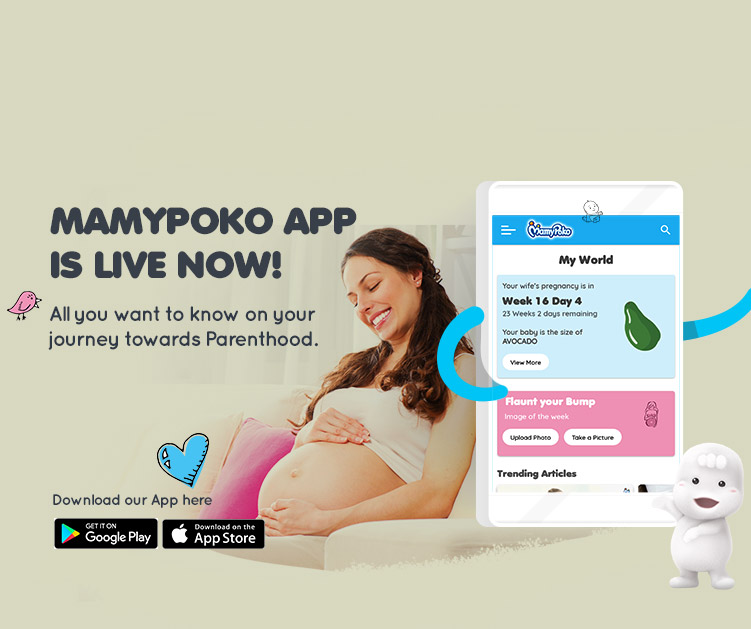 MAMYPOKO APP
IS LIVE NOW!
All you want to know on your
journey towards Parenthood.
Download our App here
GET IT ON
Google Play
Download on the
App Store
MamyPoko
My World
Your wife's pregnancy is in
Week 16 Day 4
23 Weeks 2 days remaining
Your baby is the size of
AVOCADO
View More
Flaunt your Bump
Image of the week
Upload Photo Take a Picture
Trending Articles